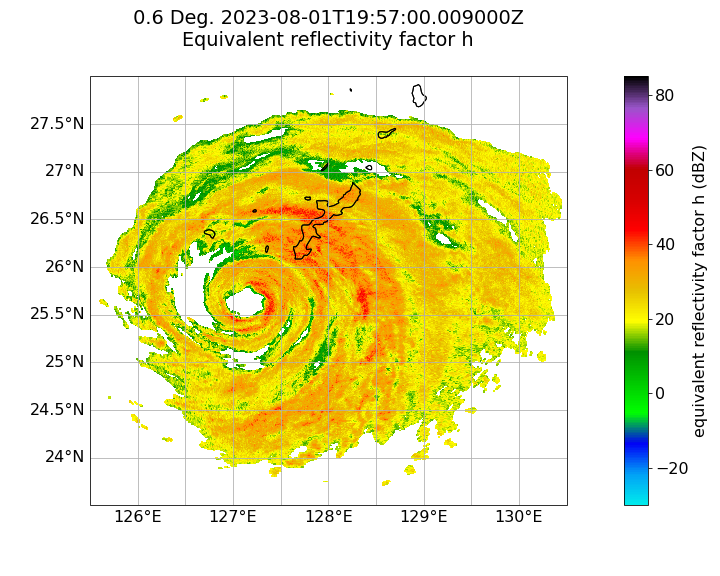 0.6 Deg. 2023-08-01T19:57:00.009000Z
Equivalent reflectivity factor h
27.5°N
27°N
26.5°N
26°N
25.5°N
25°N
24.5°N
24°N
126°E 127°E 128°E 129°E 130°E
80
60
40
20
0
−20
equivalent reflectivity factor h (dBZ)